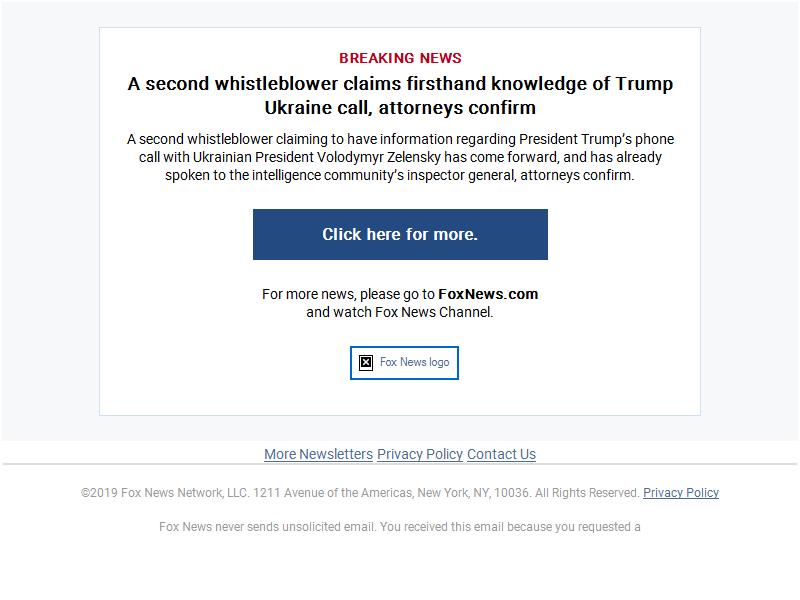 BREAKING NEWS
A second whistleblower claims firsthand knowledge of Trump
Ukraine call, attorneys confirm
A second whistleblower claiming to have information regarding President Trump’s phone
call with Ukrainian President Volodymyr Zelensky has come forward, and has already
spoken to the intelligence community’s inspector general, attorneys confirm.
Click here for more.
For more news, please go to FoxNews.com
and watch Fox News Channel.
Fox News logo
More Newsletters Privacy Policy Contact Us
©2019 Fox News Network, LLC. 1211 Avenue of the Americas, New York, NY, 10036. All Rights Reserved. Privacy Policy
Fox News never sends unsolicited email. You received this email because you requested a